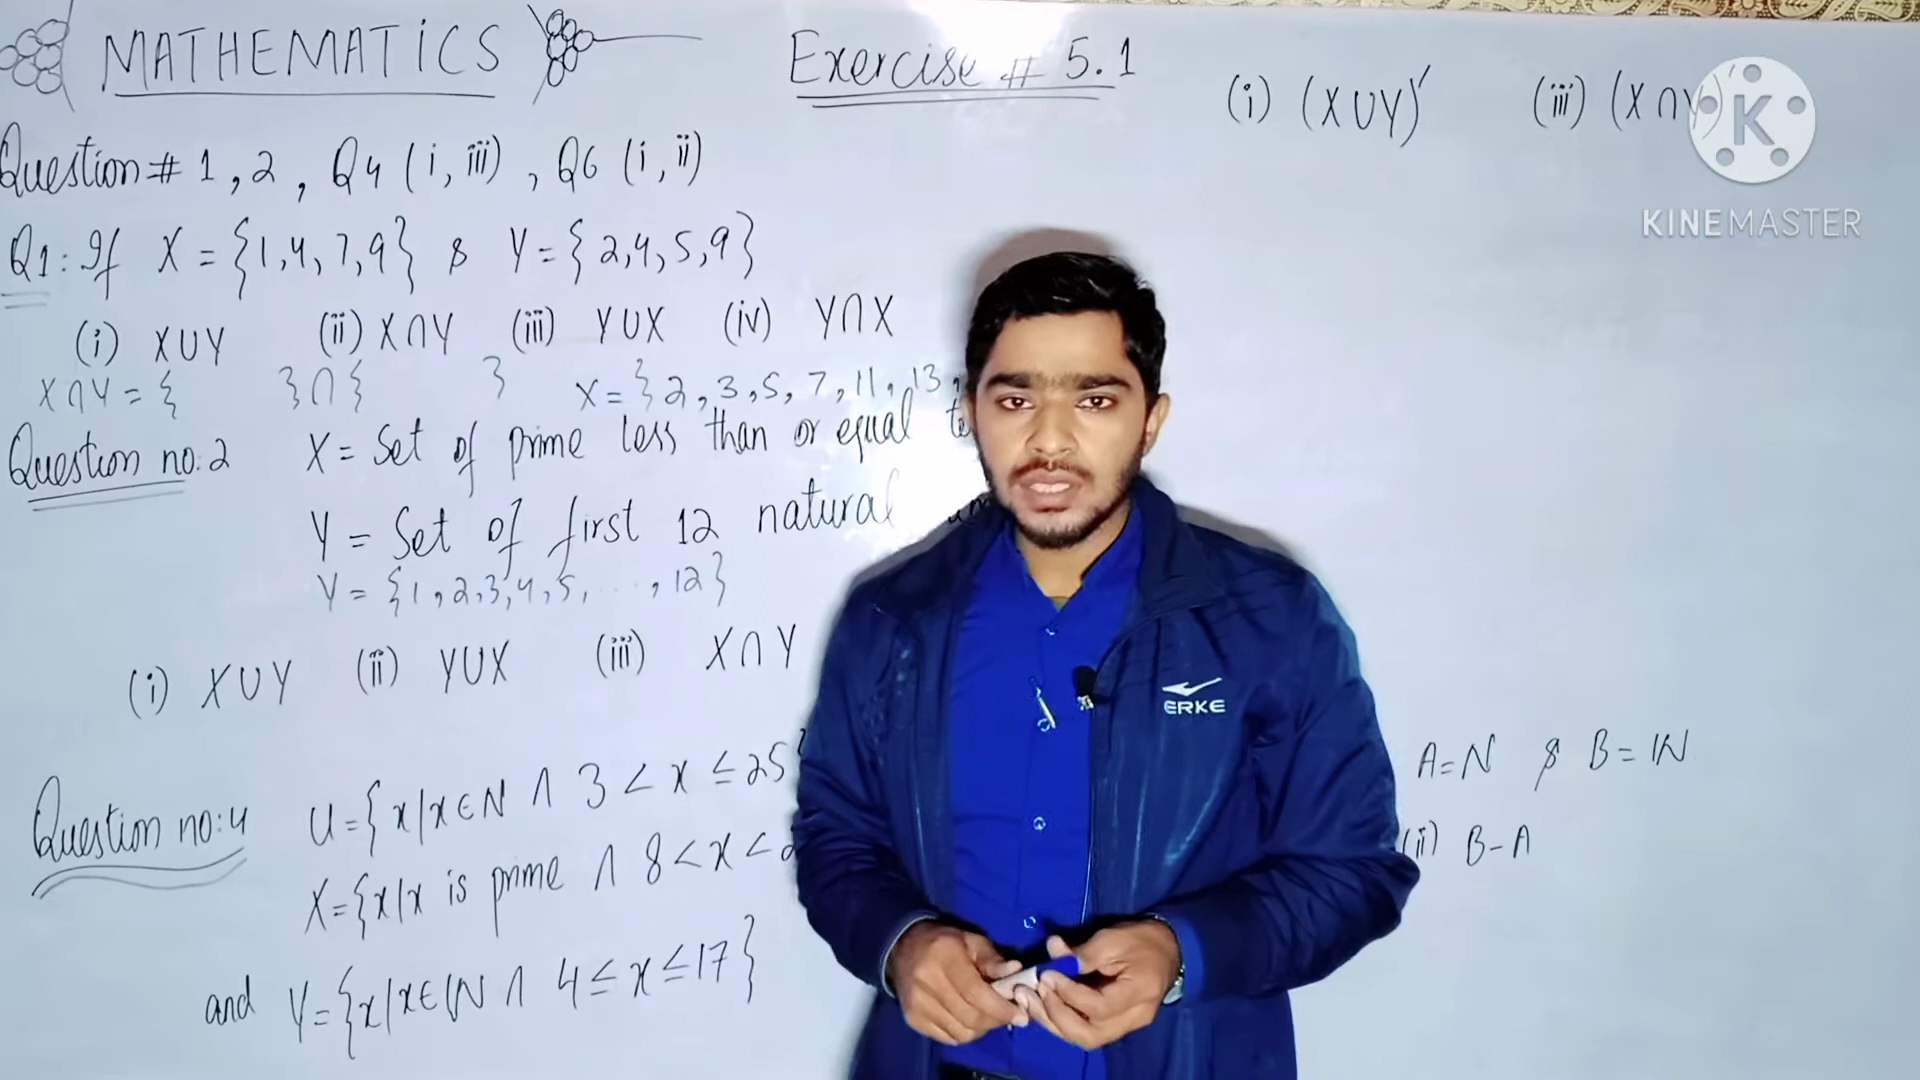 MATHEMATICS
Exercise # 5.1
(i) (X∪Y)′ (iii) (X∩Y)′
KINEMASTER
Question # 1, 2, Q4 (i, iii), Q6 (i, ii)
Q1: If X = {1,4,7,9} & Y = {2,4,5,9}
(i) X∪Y (ii) X∩Y (iii) Y∪X (iv) Y∩X
X∩Y = { }∩{ } X = {2, 3, 5, 7, 11, 13,
Question no:2 X = Set of prime less than or equal
Y = Set of first 12 natural
Y = {1,2,3,4,5, ..., 12}
(i) X∪Y (ii) Y∪X (iii) X∩Y
ERKE
Question no:4 U = {x/x∈N ∧ 3 < x ≤ 25}
X = {x/x is prime ∧ 8 < x <
and Y = {x/x∈N ∧ 4 ≤ x ≤ 17}
A=N & B=W
(ii) B-A